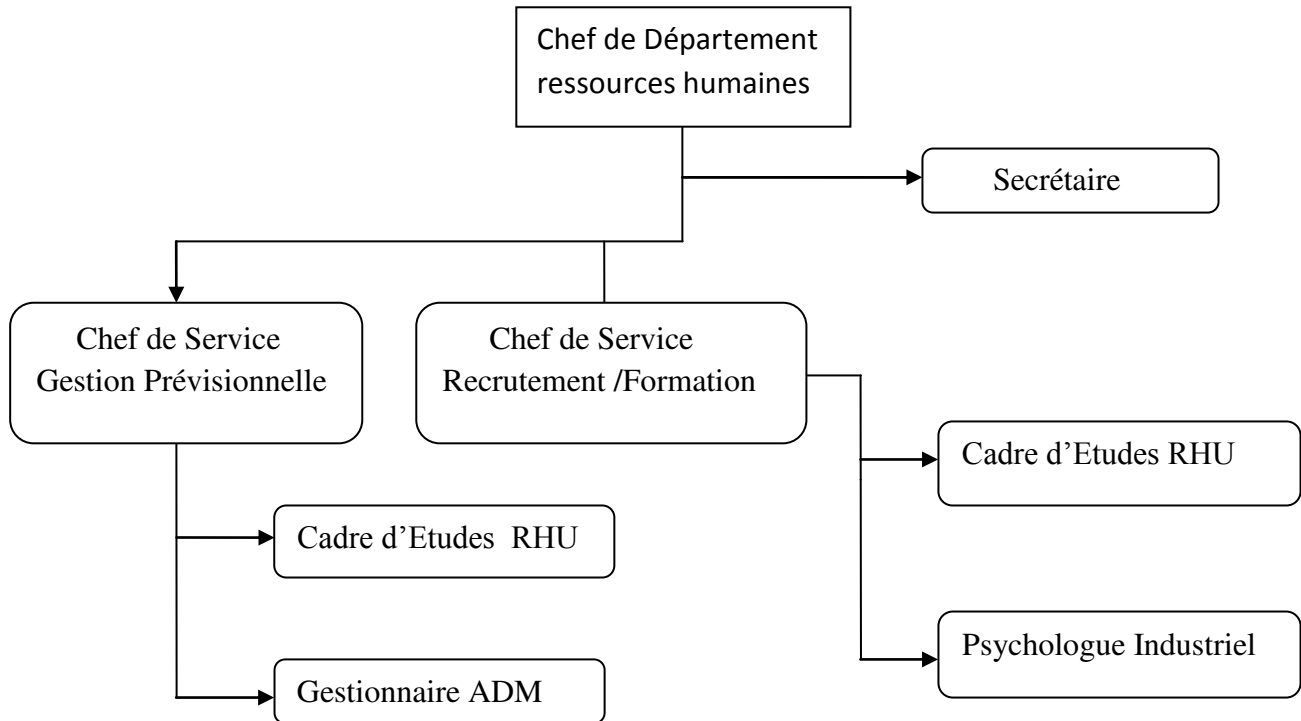 Chef de Département
ressources humaines
Secrétaire
Chef de Service
Gestion Prévisionnelle
Chef de Service
Recrutement /Formation
Cadre d’Etudes RHU
Cadre d’Etudes RHU
Psychologue Industriel
Gestionnaire ADM